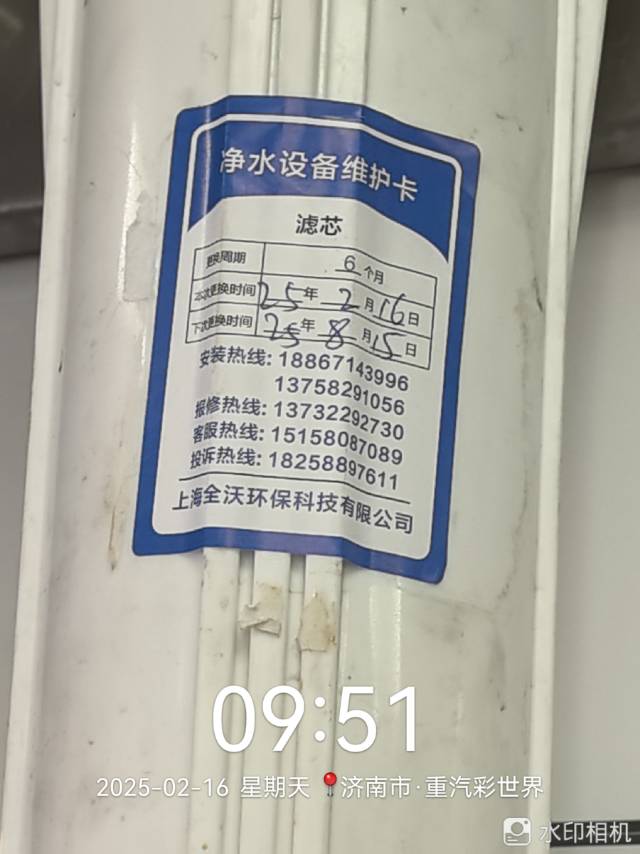 净水设备维护卡
滤芯
更换周期 6个月
本次更换时间 25年2月16日
下次更换时间 25年8月15日
安装热线: 18867143996
13758291056
报修热线: 13732292730
客服热线: 15158087089
投诉热线: 18258897611
上海全沃环保科技有限公司
09:51
2025-02-16 星期天 济南市·重汽彩世界
水印相机